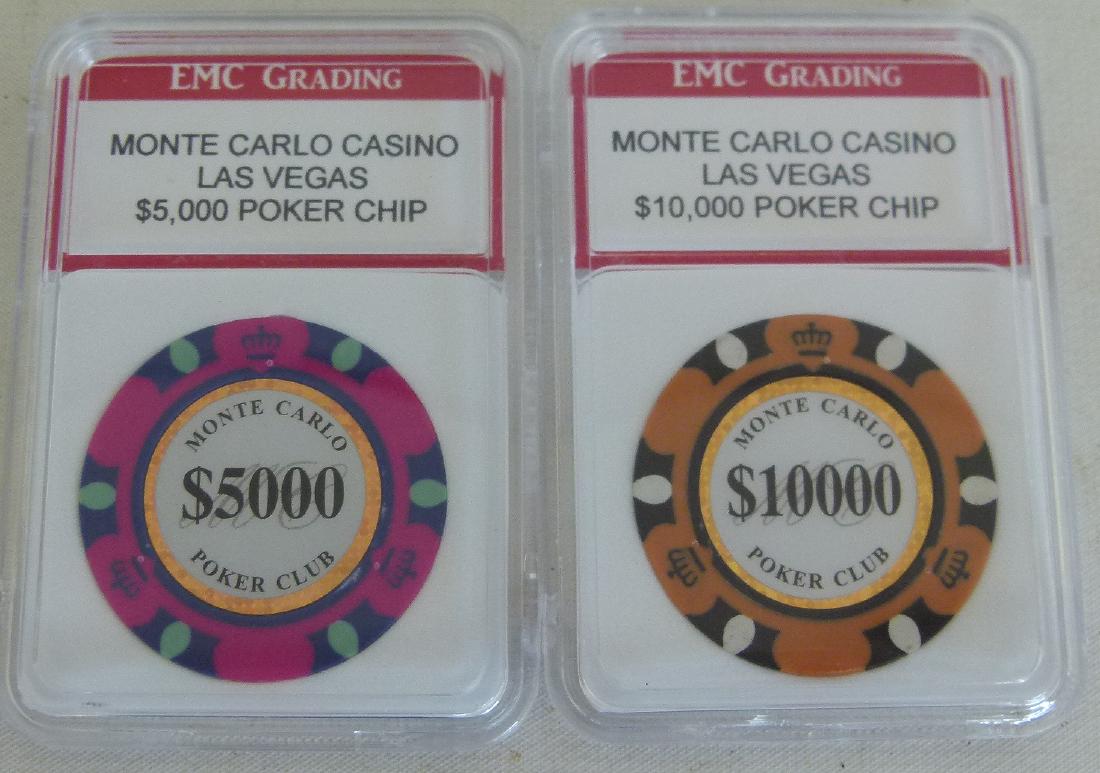 EMC GRADING
MONTE CARLO CASINO
LAS VEGAS
$5,000 POKER CHIP
MONTE CARLO
$5000
POKER CLUB
EMC GRADING
MONTE CARLO CASINO
LAS VEGAS
$10,000 POKER CHIP
MONTE CARLO
$10000
POKER CLUB